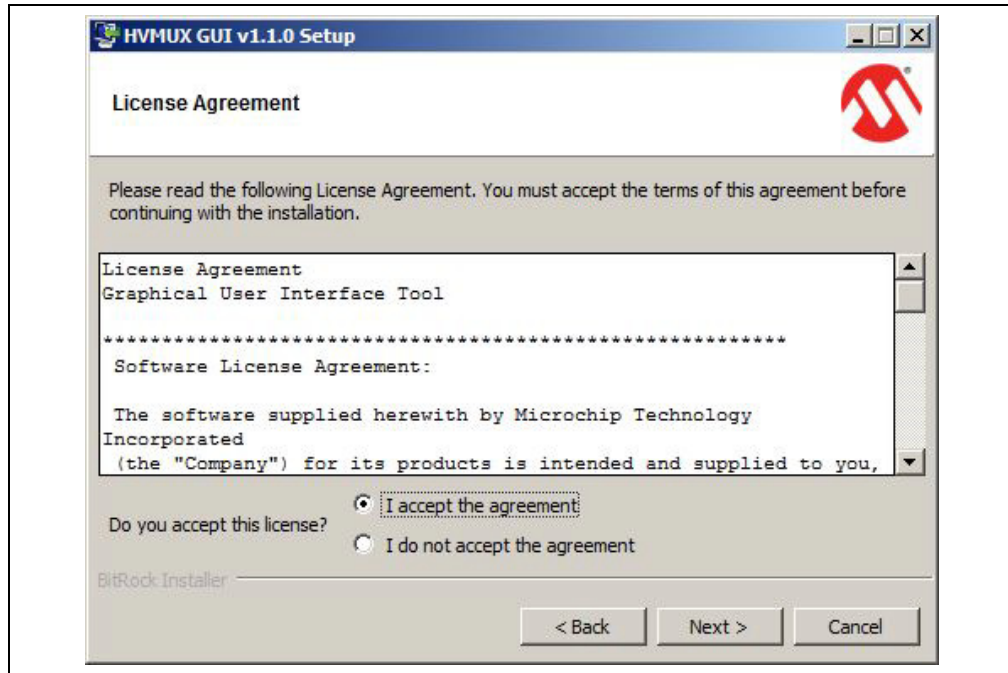 HVMUX GUI v1.1.0 Setup
License Agreement
Please read the following License Agreement. You must accept the terms of this agreement before
continuing with the installation.
License Agreement
Graphical User Interface Tool
**********************************************************
Software License Agreement:
The software supplied herewith by Microchip Technology
Incorporated
(the "Company") for its products is intended and supplied to you,
Do you accept this license?
I accept the agreement
I do not accept the agreement
BitRock Installer
< Back
Next >
Cancel